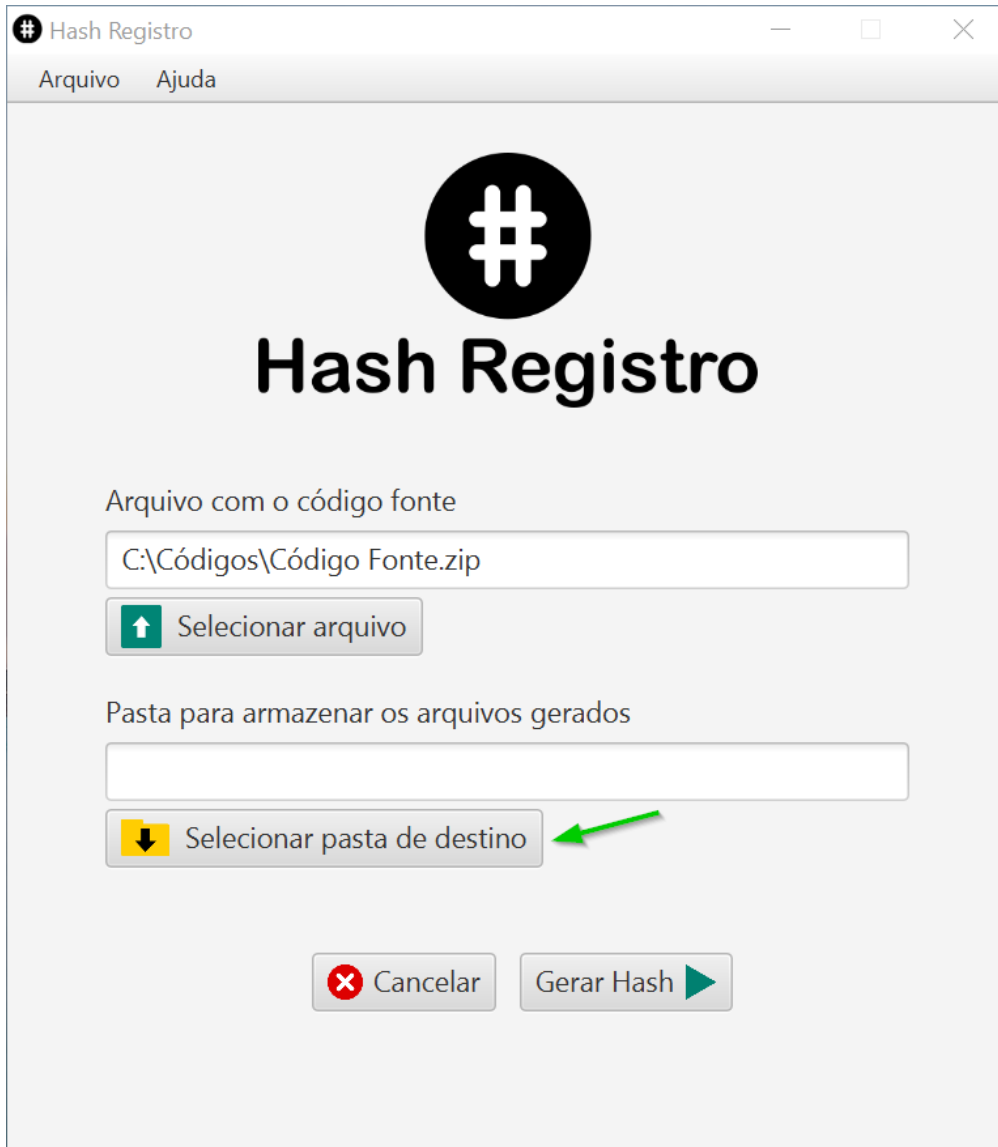 Hash Registro
Arquivo Ajuda
Hash Registro
Arquivo com o código fonte
C:\Códigos\Código Fonte.zip
Selecionar arquivo
Pasta para armazenar os arquivos gerados
Selecionar pasta de destino
Cancelar Gerar Hash